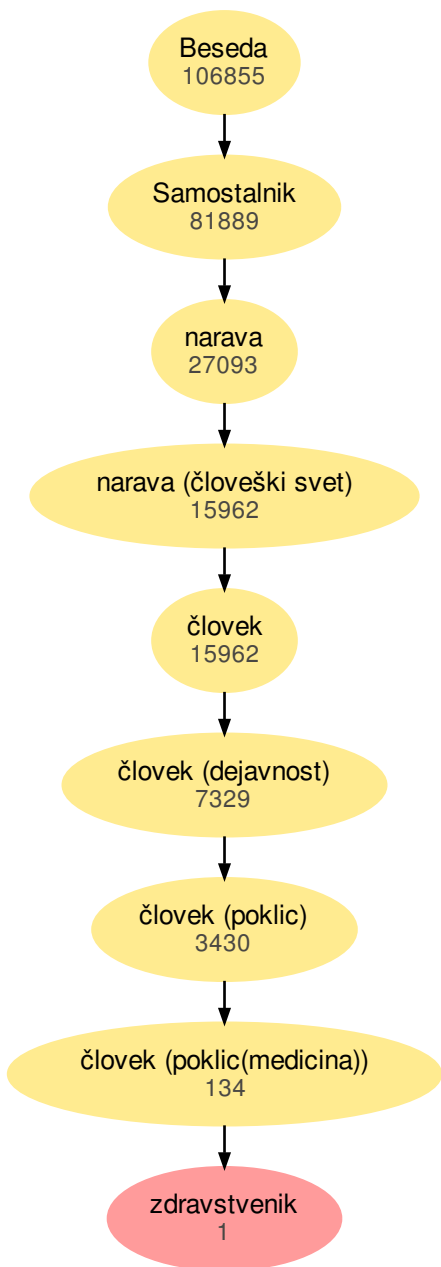 Beseda
106855
Samostalnik
81889
narava
27093
narava (človeški svet)
15962
človek
15962
človek (dejavnost)
7329
človek (poklic)
3430
človek (poklic(medicina))
134
zdravstvenik
1